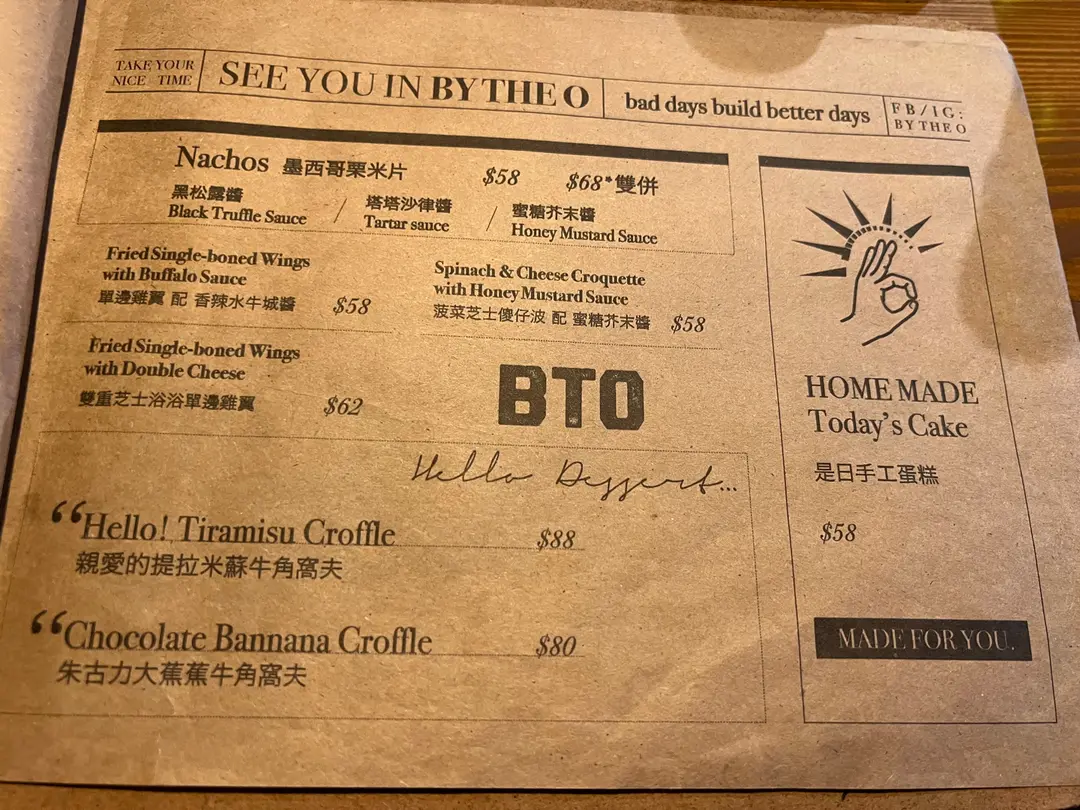 TAKE YOUR
NICE TIME
SEE YOU IN BY THE O
bad days build better days
FB/IG:
BY THE O
Nachos 墨西哥栗米片 $58 $68*雙併
黑松露醬
Black Truffle Sauce
/
塔塔沙律醬
Tartar sauce
/
蜜糖芥末醬
Honey Mustard Sauce
Fried Single-boned Wings
with Buffalo Sauce
單邊雞翼 配 香辣水牛城醬 $58
Spinach & Cheese Croquette
with Honey Mustard Sauce
菠菜芝士傻仔波 配 蜜糖芥末醬 $58
Fried Single-boned Wings
with Double Cheese
雙重芝士浴浴單邊雞翼 $62
BTO
Hello Dessert...
“Hello! Tiramisu Croffle $88
親愛的提拉米蘇牛角窩夫
“Chocolate Bannana Croffle $80
朱古力大蕉蕉牛角窩夫
HOME MADE
Today's Cake
是日手工蛋糕
$58
MADE FOR YOU.